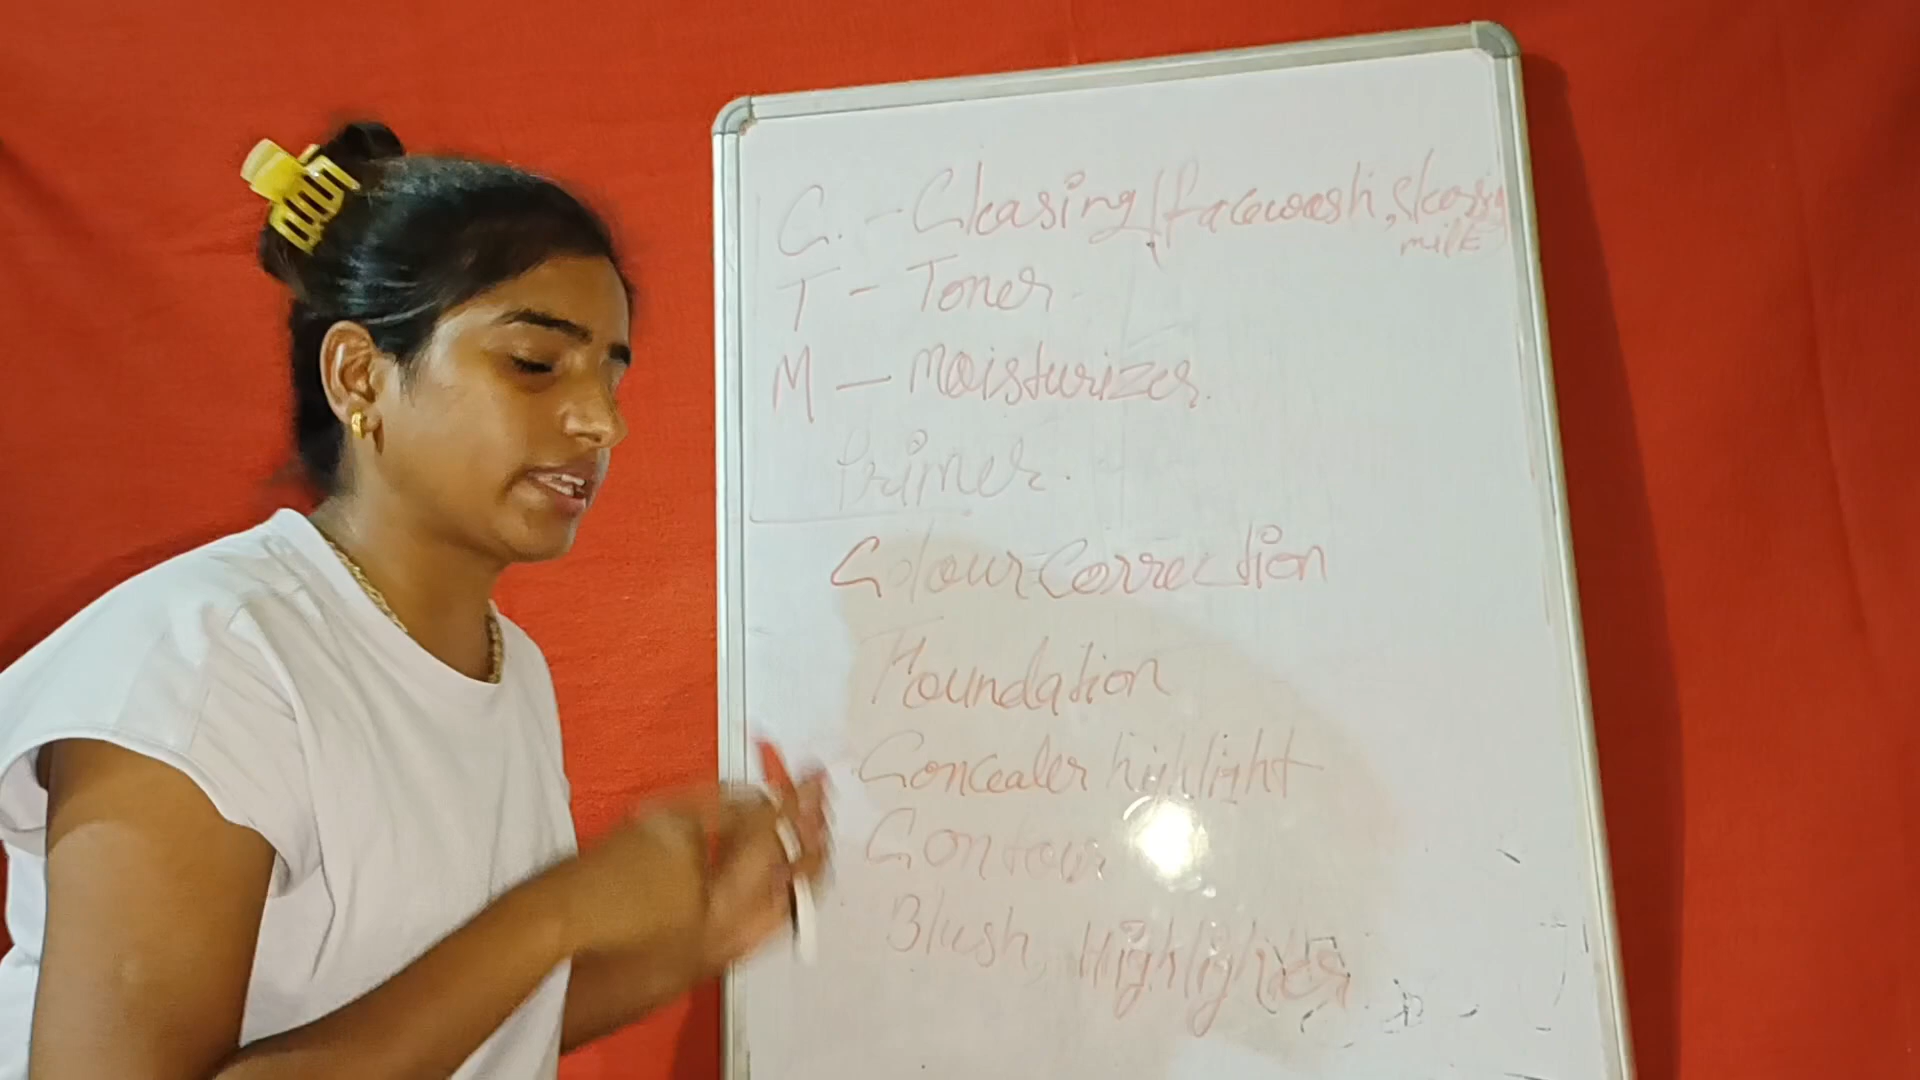 C. - Cleasing/facewash, Cleasing
milk
T - Toner
M - Moisturizer.
Primer.
Colour Correction
Foundation
Concealer highlight
Contour
Blush, Highlighter